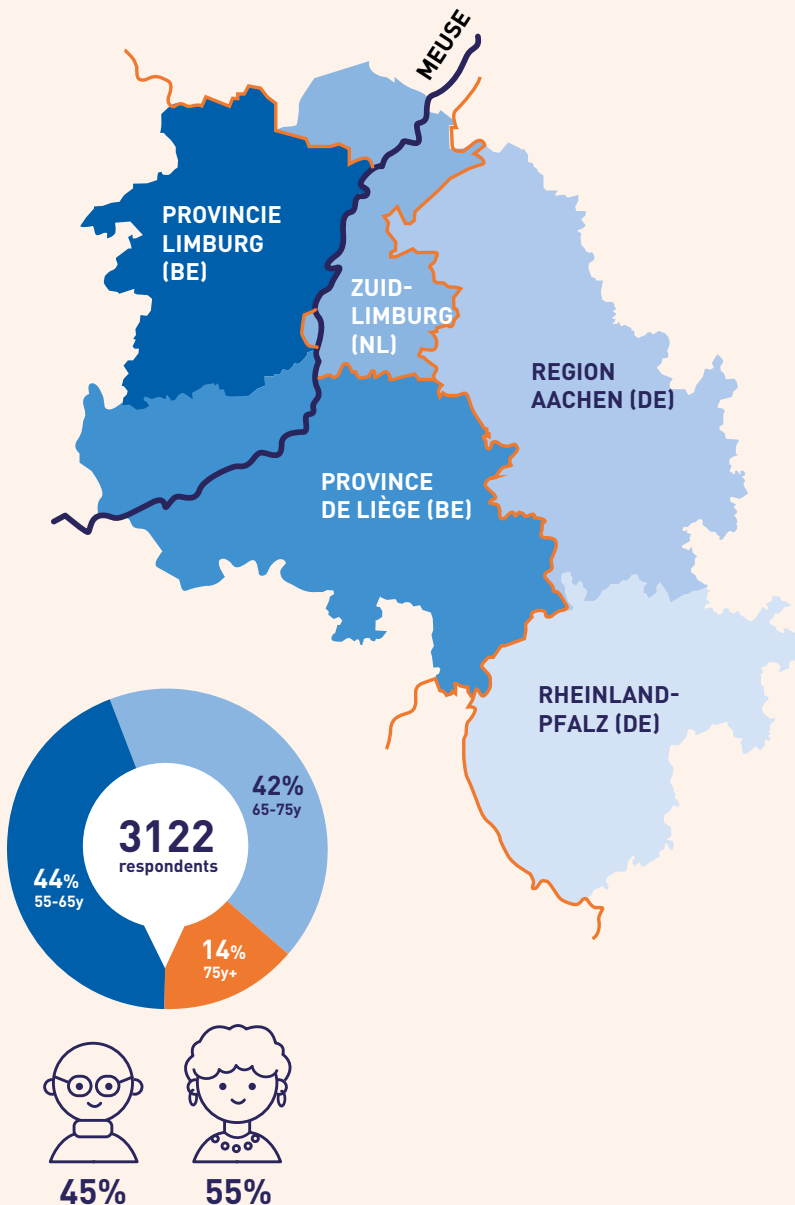 MEUSE
PROVINCIE
LIMBURG
(BE)
ZUID-
LIMBURG
(NL)
REGION
AACHEN (DE)
PROVINCE
DE LIÈGE (BE)
RHEINLAND-
PFALZ (DE)
42%
65-75y
3122
respondents
44%
55-65y
14%
75y+
45%
55%